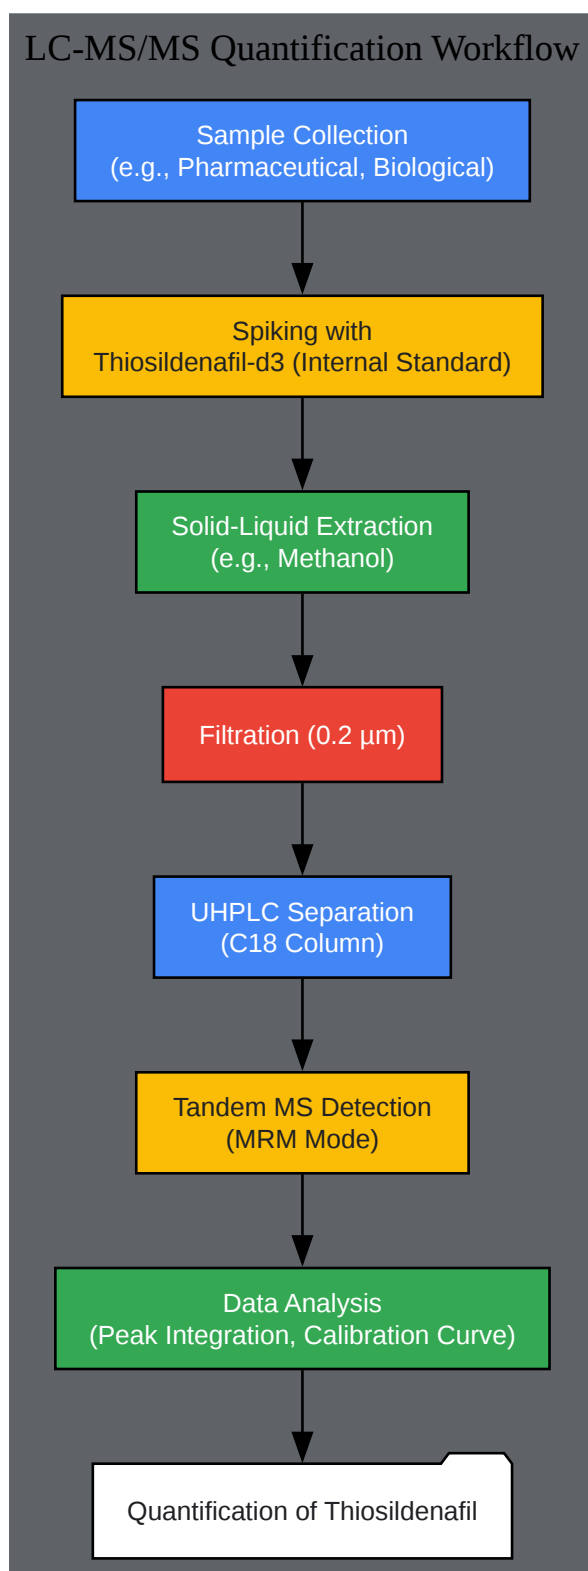 LC-MS/MS Quantification Workflow
Sample Collection
(e.g., Pharmaceutical, Biological)
Spiking with
Thiosildenafil-d3 (Internal Standard)
Solid-Liquid Extraction
(e.g., Methanol)
Filtration (0.2 µm)
UHPLC Separation
(C18 Column)
Tandem MS Detection
(MRM Mode)
Data Analysis
(Peak Integration, Calibration Curve)
Quantification of Thiosildenafil